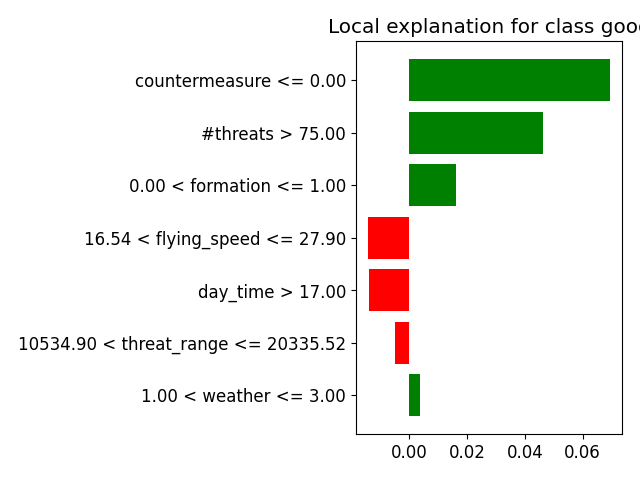 Local explanation for class good
countermeasure <= 0.00
#threats > 75.00
0.00 < formation <= 1.00
16.54 < flying_speed <= 27.90
day_time > 17.00
10534.90 < threat_range <= 20335.52
1.00 < weather <= 3.00
0.00 0.02 0.04 0.06